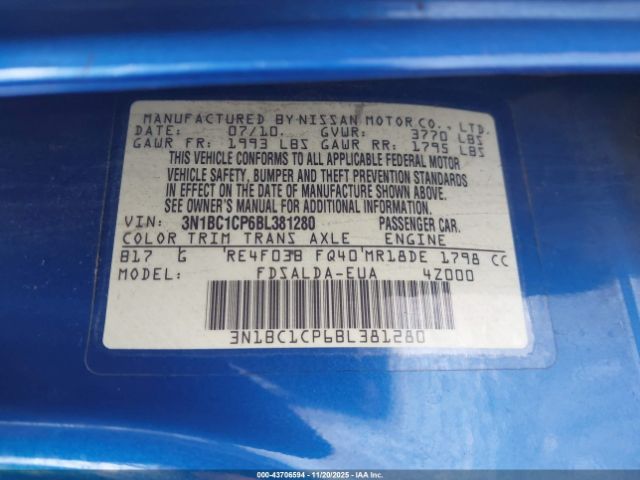 MANUFACTURED BY NISSAN MOTOR CO., LTD.
DATE: 07/10. GVWR: 3770 LBS
GAWR FR: 1993 LBS GAWR RR: 1795 LBS
THIS VEHICLE CONFORMS TO ALL APPLICABLE FEDERAL MOTOR
VEHICLE SAFETY, BUMPER AND THEFT PREVENTION STANDARDS
IN EFFECT ON THE DATE OF MANUFACTURE SHOWN ABOVE.
SEE OWNER'S MANUAL FOR ADDITIONAL INFORMATION.
VIN: 3N1BC1CP6BL381280 PASSENGER CAR.
COLOR TRIM TRANS AXLE ENGINE
B17 G RE4F03B FQ40 MR18DE 1798 CC
MODEL: FDSALDA-EUA 4Z000
3N1BC1CP6BL381280
000-43706594 - 11/20/2025 - IAAI.COM